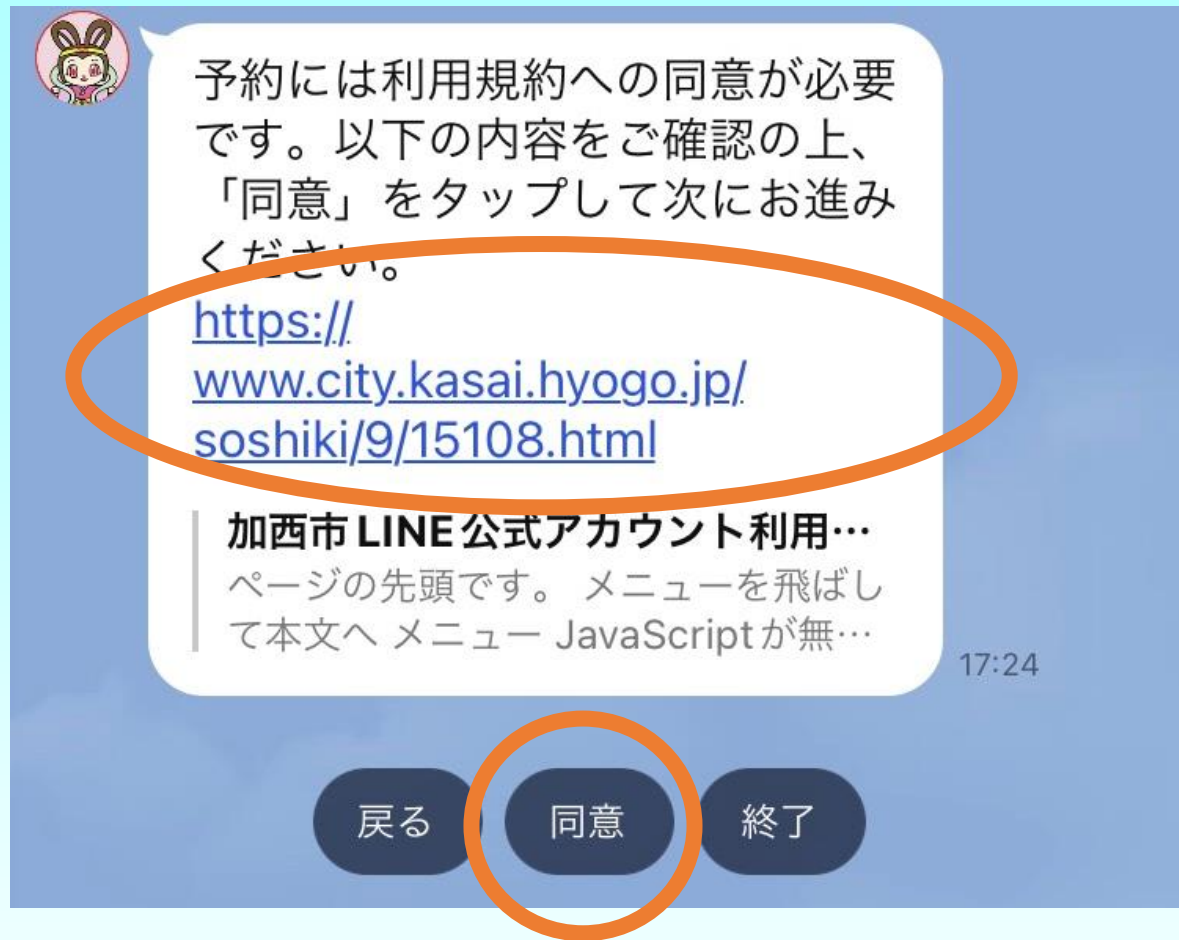 予約には利用規約への同意が必要
です。以下の内容をご確認の上、
「同意」をタップして次にお進み
ください。
https://
www.city.kasai.hyogo.jp/
soshiki/9/15108.html
加西市LINE公式アカウント利用…
ページの先頭です。 メニューを飛ばし
て本文へ メニュー JavaScriptが無…
17:24
戻る 同意 終了